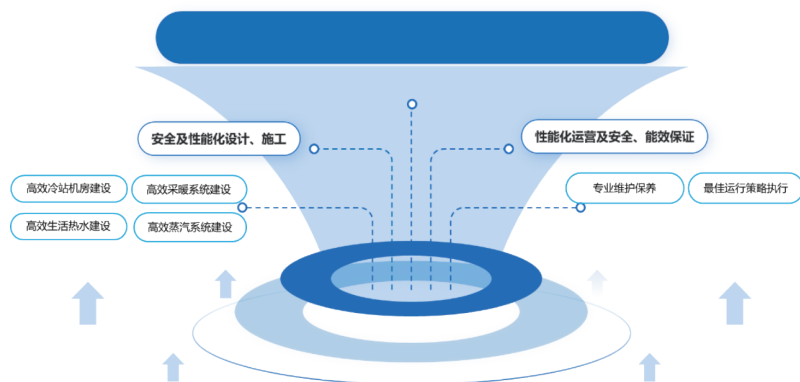 安全及性能化设计、施工
性能化运营及安全、能效保证
高效冷站机房建设
高效采暖系统建设
专业维护保养
最佳运行策略执行
高效生活热水建设
高效蒸汽系统建设